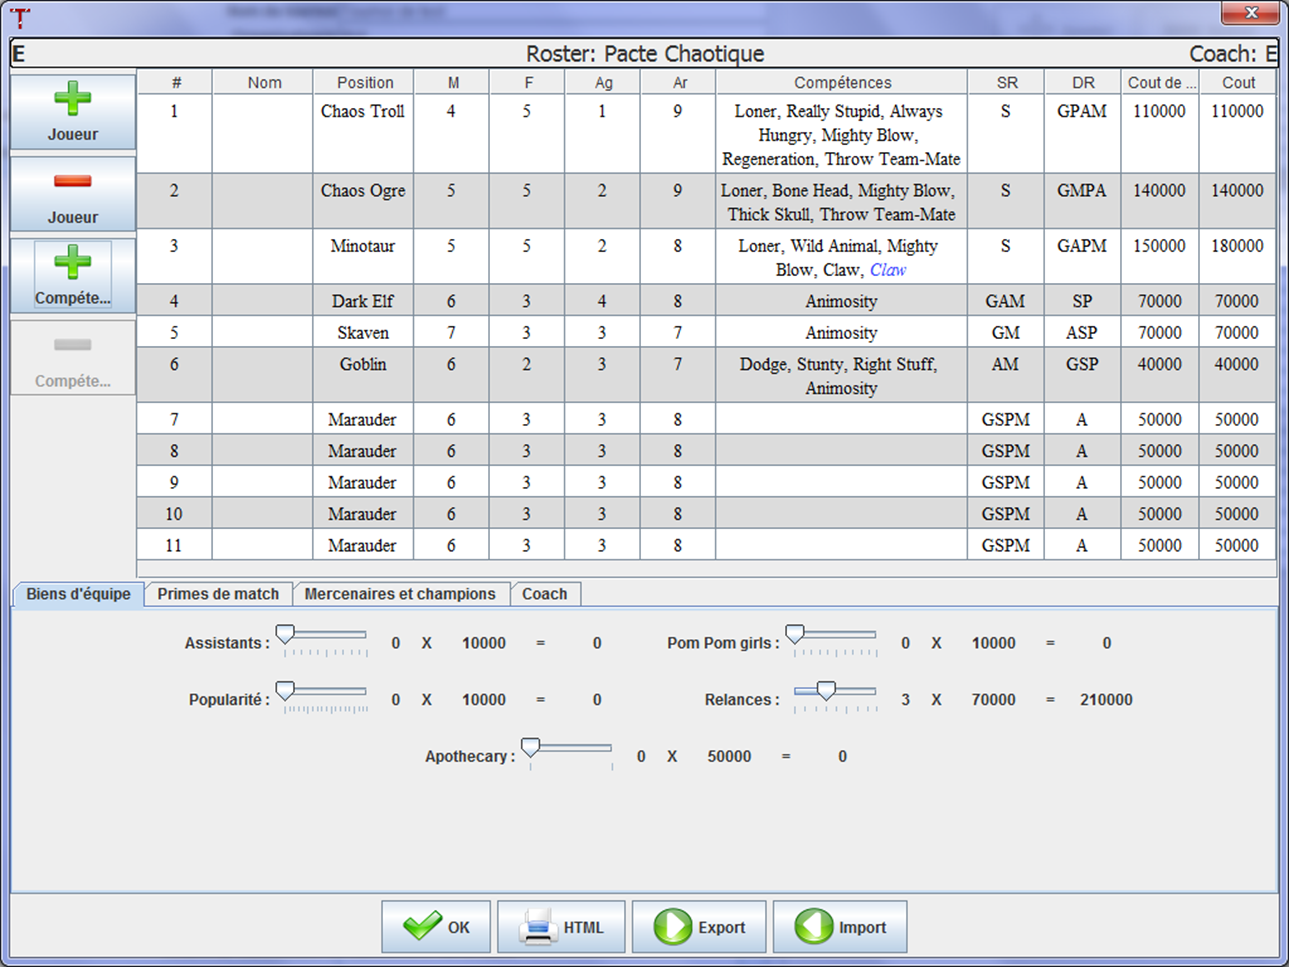 E Roster: Pacte Chaotique Coach: E
Joueur
Joueur
Compéte...
Compéte...
# Nom Position M F Ag Ar Compétences SR DR Cout de ... Cout
1 Chaos Troll 4 5 1 9 Loner, Really Stupid, Always S GPAM 110000 110000
Hungry, Mighty Blow,
Regeneration, Throw Team-Mate
2 Chaos Ogre 5 5 2 9 Loner, Bone Head, Mighty Blow, S GMPA 140000 140000
Thick Skull, Throw Team-Mate
3 Minotaur 5 5 2 8 Loner, Wild Animal, Mighty S GAPM 150000 180000
Blow, Claw, Claw
4 Dark Elf 6 3 4 8 Animosity GAM SP 70000 70000
5 Skaven 7 3 3 7 Animosity GM ASP 70000 70000
6 Goblin 6 2 3 7 Dodge, Stunty, Right Stuff, AM GSP 40000 40000
Animosity
7 Marauder 6 3 3 8 GSPM A 50000 50000
8 Marauder 6 3 3 8 GSPM A 50000 50000
9 Marauder 6 3 3 8 GSPM A 50000 50000
10 Marauder 6 3 3 8 GSPM A 50000 50000
11 Marauder 6 3 3 8 GSPM A 50000 50000
Biens d'équipe Primes de match Mercenaires et champions Coach
Assistants : 0 X 10000 = 0 Pom Pom girls : 0 X 10000 = 0
Popularité : 0 X 10000 = 0 Relances : 3 X 70000 = 210000
Apothecary : 0 X 50000 = 0
OK HTML Export Import